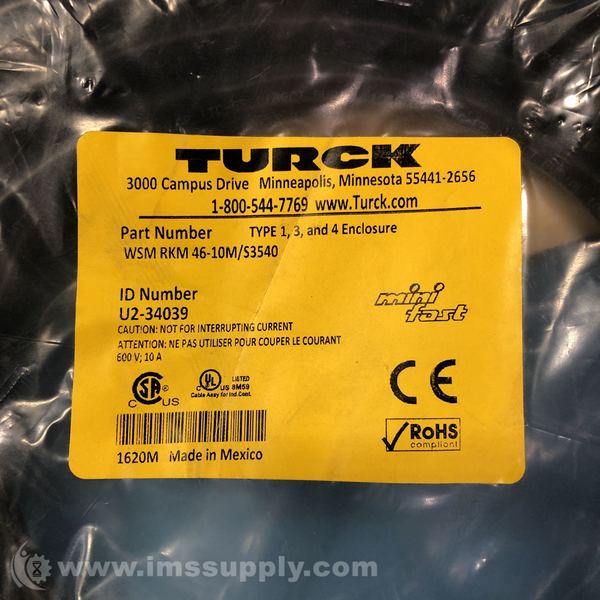 TURCK
3000 Campus Drive Minneapolis, Minnesota 55441-2656
1-800-544-7769 www.Turck.com
Part Number TYPE 1, 3, and 4 Enclosure
WSM RKM 46-10M/S3540
ID Number
U2-34039
mini
fast
CAUTION: NOT FOR INTERRUPTING CURRENT
ATTENTION: NE PAS UTILISER POUR COUPER LE COURANT
600 V; 10 A
C US
C UL US LISTED 8M59
Cable Assy for Ind.Cont.
CE
RoHS
compliant
1620M Made in Mexico
www.imssupply.com